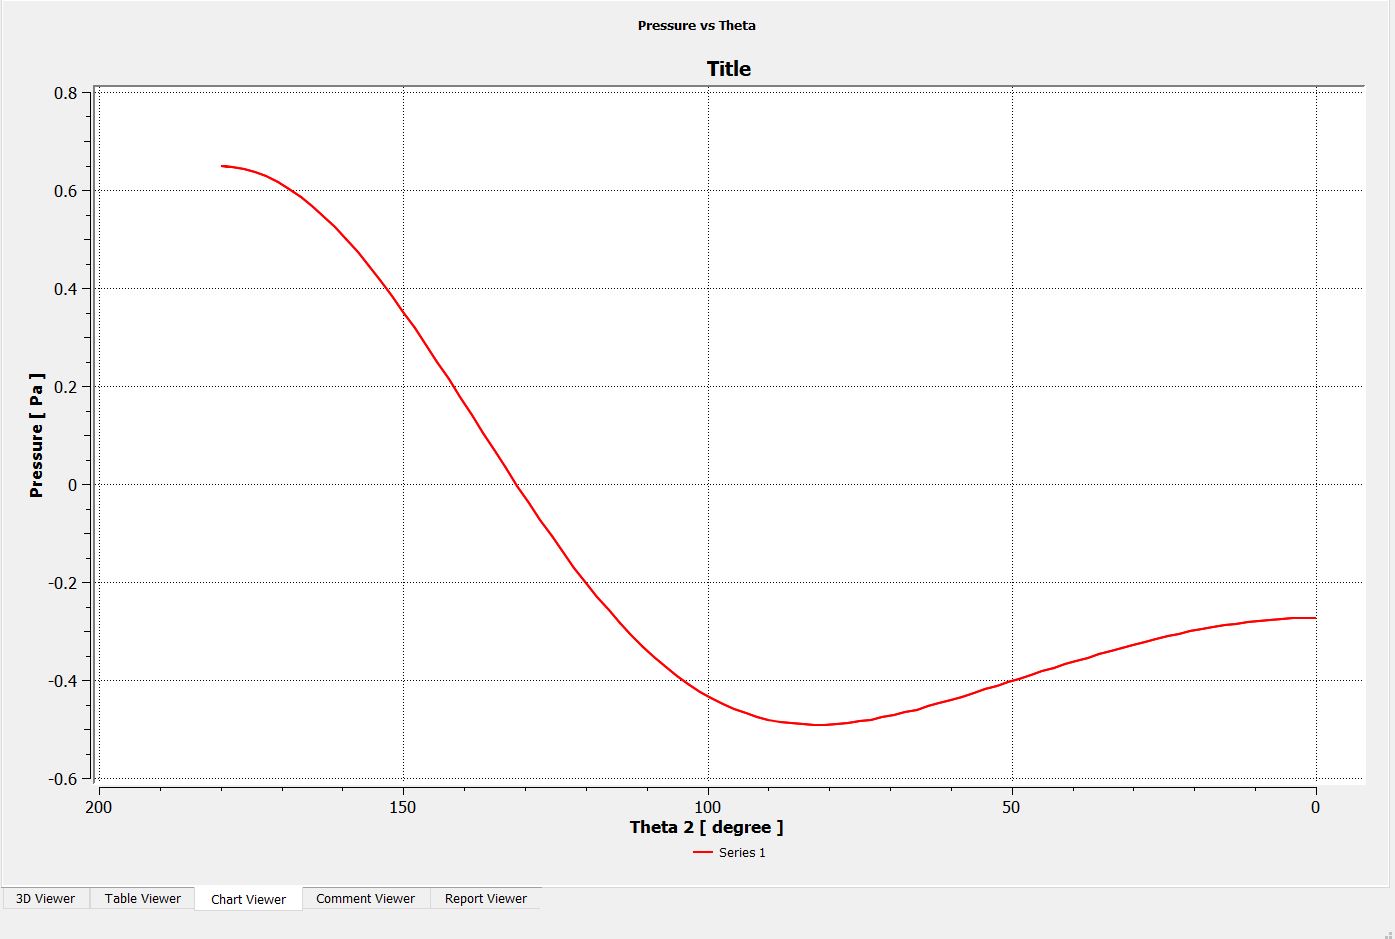 Pressure vs Theta
Title
0.8
0.6
0.4
0.2
0
-0.2
-0.4
-0.6
Pressure [ Pa ]
200 150 100 50 0
Theta 2 [ degree ]
Series 1
3D Viewer Table Viewer Chart Viewer Comment Viewer Report Viewer